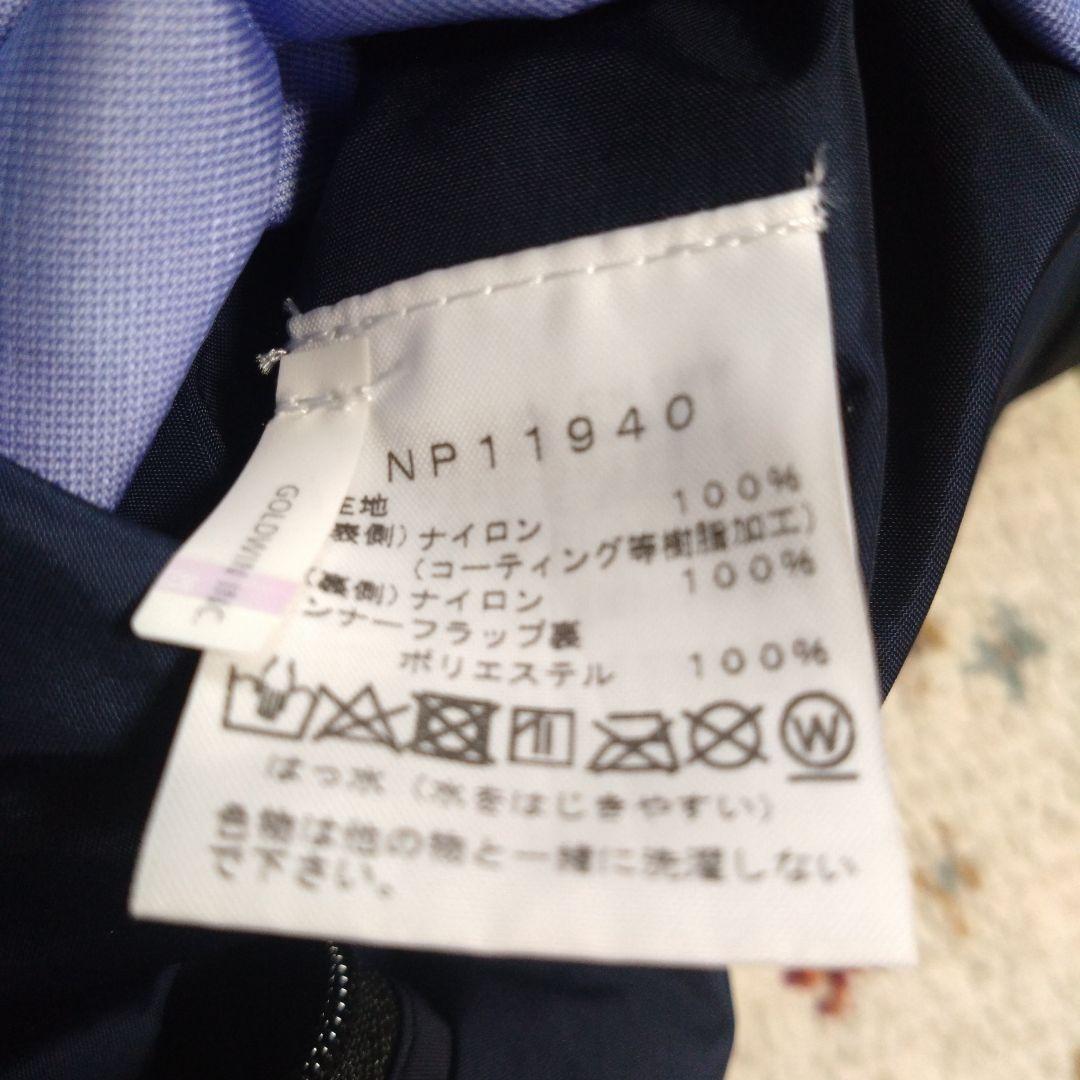 NP11940
生地
(表側)ナイロン 100%
(コーティング等樹脂加工)
(裏側)ナイロン 100%
ンナーフラップ裏
ポリエステル 100%
W
はっ水 (水をはじきやすい)
色物は他の物と一緒に洗濯しない
で下さい。
GOLDWIN INC